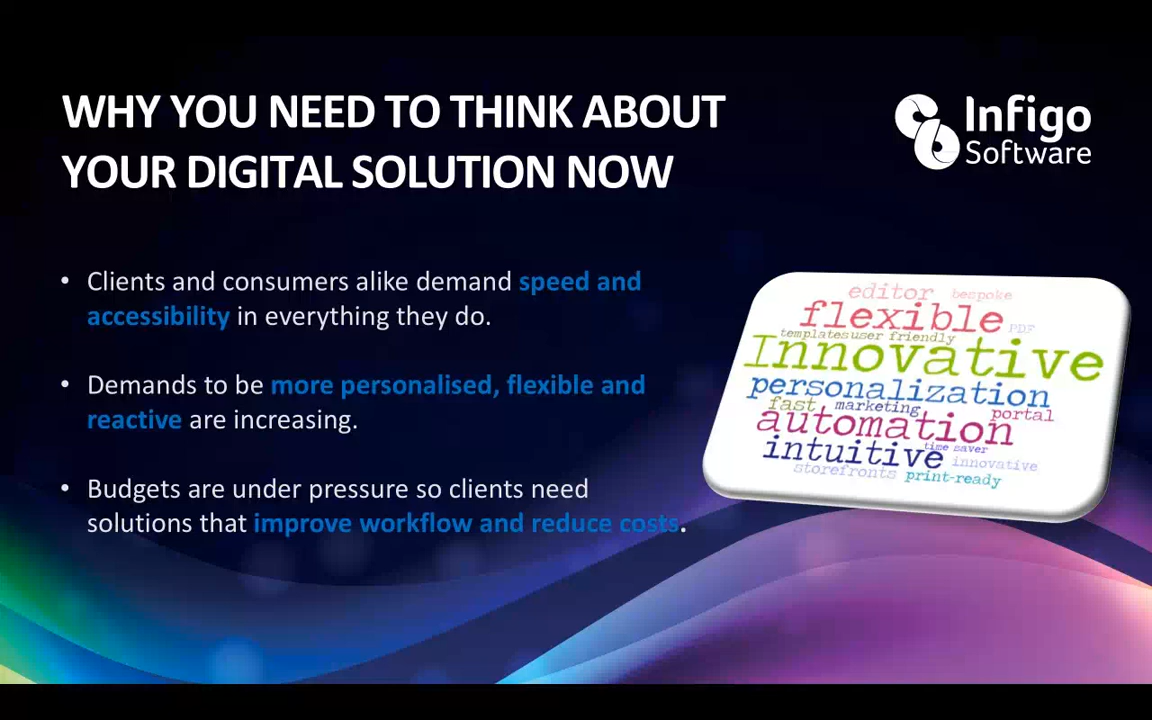 WHY YOU NEED TO THINK ABOUT
YOUR DIGITAL SOLUTION NOW
Infigo
Software
• Clients and consumers alike demand speed and
accessibility in everything they do.
• Demands to be more personalised, flexible and
reactive are increasing.
• Budgets are under pressure so clients need
solutions that improve workflow and reduce costs.
editor bespoke
flexible PDF
templates user friendly
Innovative
personalization
fast marketing portal
automation
time saver
intuitive innovative
storefronts print-ready